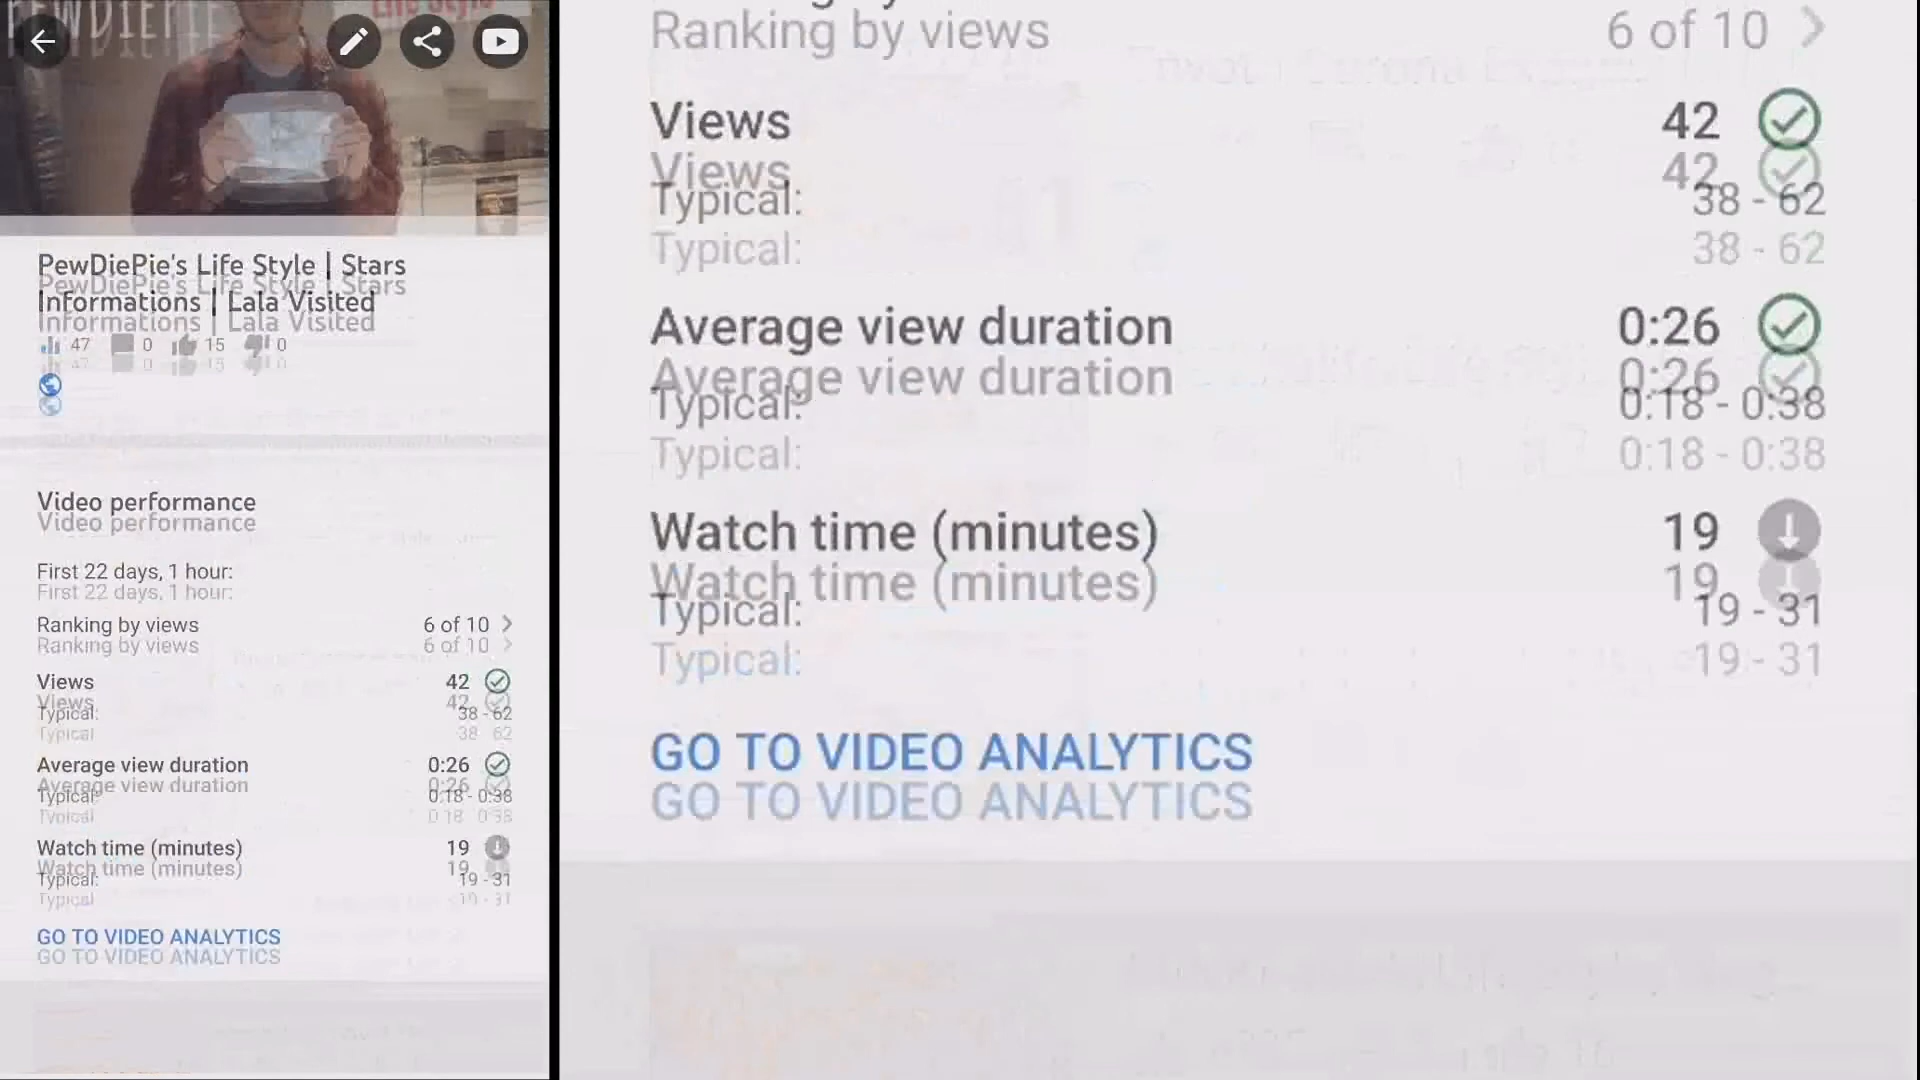 PEWDIEPIE
Life Style
PewDiePie's Life Style | Stars
Informations | Lala Visited
47 0 15 0
Video performance
First 22 days, 1 hour:
Ranking by views 6 of 10
Views 42
Typical: 38 - 62
Average view duration 0:26
Typical: 0:18 - 0:38
Watch time (minutes) 19
Typical: 19 - 31
GO TO VIDEO ANALYTICS
Ranking by views 6 of 10
Views 42
Typical: 38 - 62
Average view duration 0:26
Typical: 0:18 - 0:38
Watch time (minutes) 19
Typical: 19 - 31
GO TO VIDEO ANALYTICS